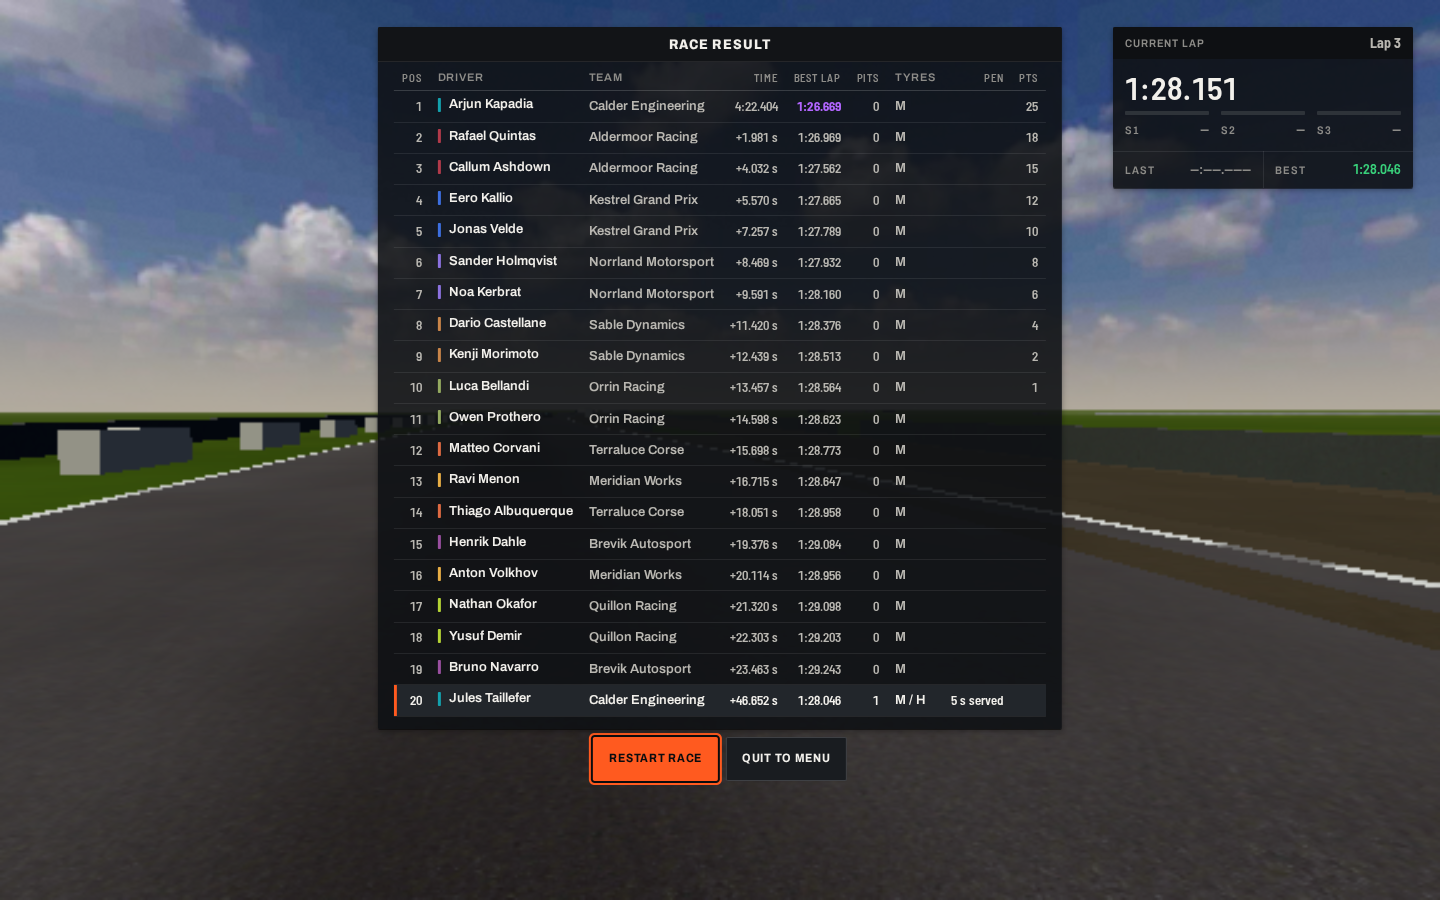 RACE RESULT
POS DRIVER TEAM TIME BEST LAP PITS TYRES PEN PTS
1 Arjun Kapadia Calder Engineering 4:22.404 1:26.669 0 M 25
2 Rafael Quintas Aldermoor Racing +1.981 s 1:26.969 0 M 18
3 Callum Ashdown Aldermoor Racing +4.032 s 1:27.562 0 M 15
4 Eero Kallio Kestrel Grand Prix +5.570 s 1:27.665 0 M 12
5 Jonas Velde Kestrel Grand Prix +7.257 s 1:27.789 0 M 10
6 Sander Holmqvist Norrland Motorsport +8.469 s 1:27.932 0 M 8
7 Noa Kerbrat Norrland Motorsport +9.591 s 1:28.160 0 M 6
8 Dario Castellane Sable Dynamics +11.420 s 1:28.376 0 M 4
9 Kenji Morimoto Sable Dynamics +12.439 s 1:28.513 0 M 2
10 Luca Bellandi Orrin Racing +13.457 s 1:28.564 0 M 1
11 Owen Prothero Orrin Racing +14.598 s 1:28.623 0 M
12 Matteo Corvani Terraluce Corse +15.698 s 1:28.773 0 M
13 Ravi Menon Meridian Works +16.715 s 1:28.647 0 M
14 Thiago Albuquerque Terraluce Corse +18.051 s 1:28.958 0 M
15 Henrik Dahle Brevik Autosport +19.376 s 1:29.084 0 M
16 Anton Volkhov Meridian Works +20.114 s 1:28.956 0 M
17 Nathan Okafor Quillon Racing +21.320 s 1:29.098 0 M
18 Yusuf Demir Quillon Racing +22.303 s 1:29.203 0 M
19 Bruno Navarro Brevik Autosport +23.463 s 1:29.243 0 M
20 Jules Taillefer Calder Engineering +46.652 s 1:28.046 1 M / H 5 s served
RESTART RACE QUIT TO MENU
CURRENT LAP Lap 3
1:28.151
S1 – S2 – S3 –
LAST –:––.––– BEST 1:28.046